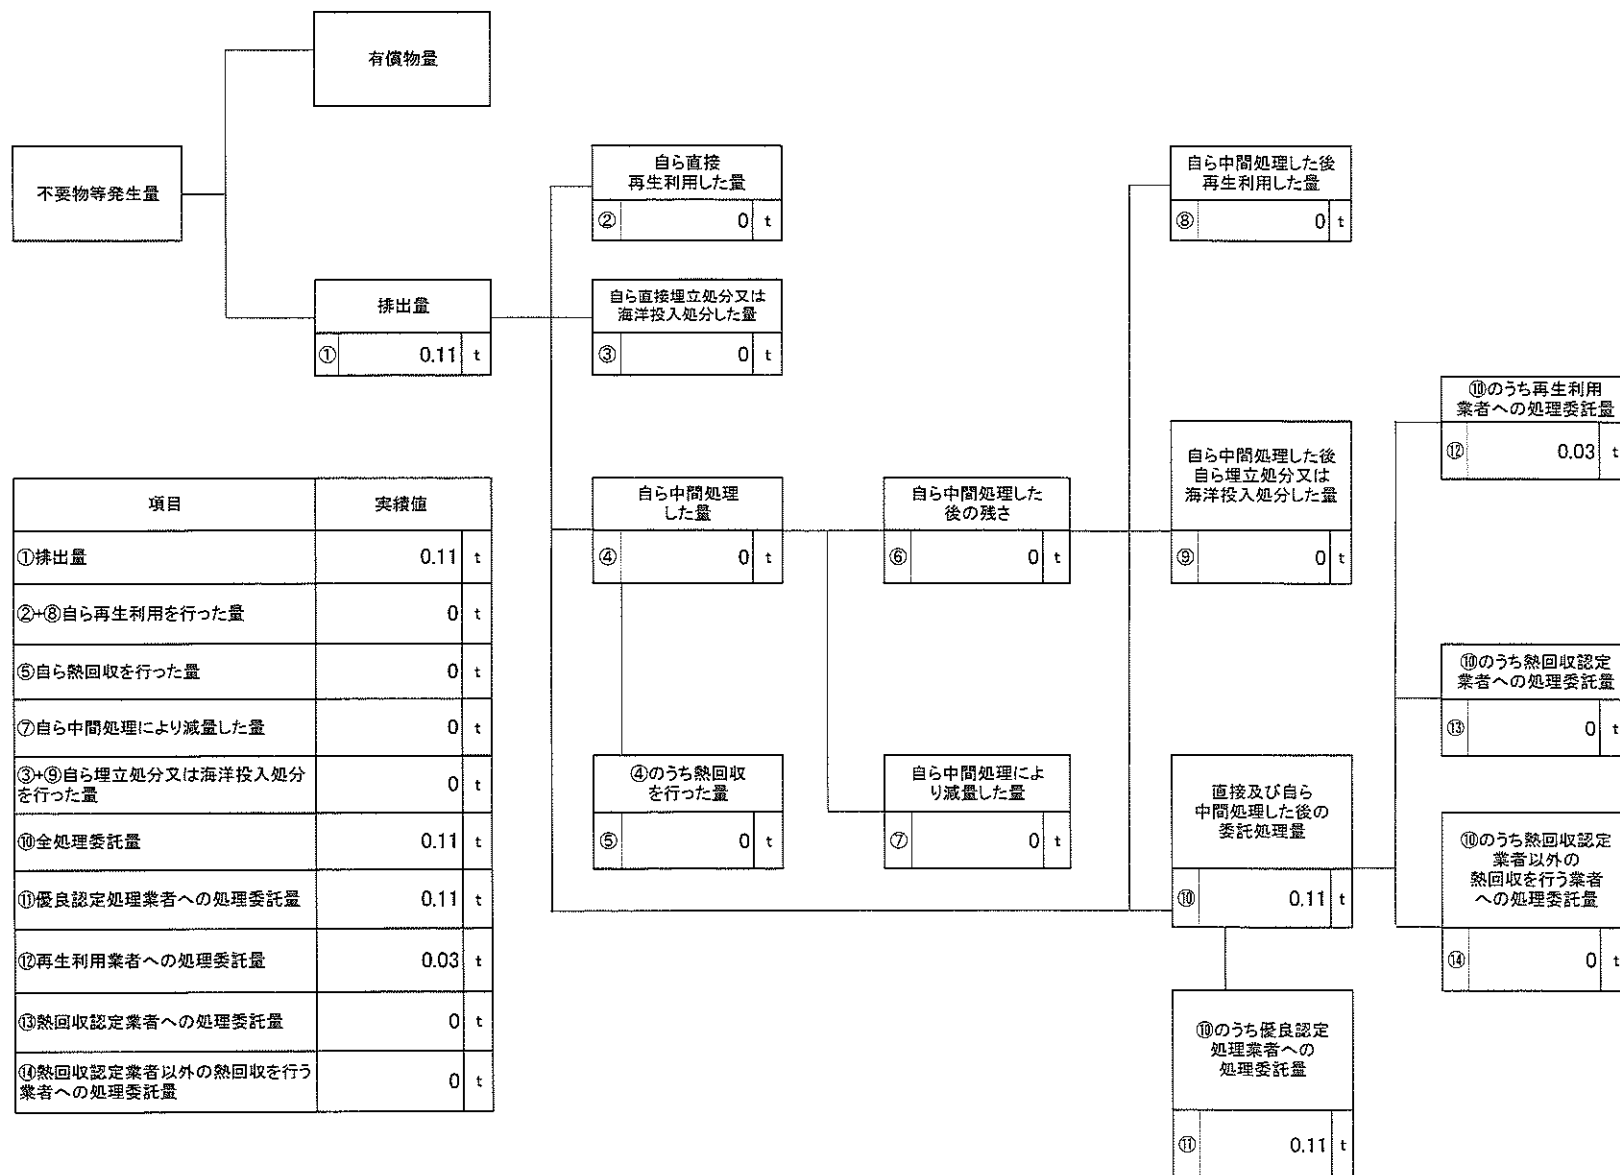 有償物量
不要物等発生量
排出量
① 0.11 t
自ら直接
再生利用した量
② 0 t
自ら直接埋立処分又は
海洋投入処分した量
③ 0 t
自ら中間処理
した量
④ 0 t
④のうち熱回収
を行った量
⑤ 0 t
自ら中間処理した
後の残さ
⑥ 0 t
自ら中間処理によ
り減量した量
⑦ 0 t
自ら中間処理した後
再生利用した量
⑧ 0 t
自ら中間処理した後
自ら埋立処分又は
海洋投入処分した量
⑨ 0 t
直接及び自ら
中間処理した後の
委託処理量
⑩ 0.11 t
⑩のうち優良認定
処理業者への
処理委託量
⑪ 0.11 t
⑩のうち再生利用
業者への処理委託量
⑫ 0.03 t
⑩のうち熱回収認定
業者への処理委託量
⑬ 0 t
⑩のうち熱回収認定
業者以外の
熱回収を行う業者
への処理委託量
⑭ 0 t
項目 実績値
①排出量 0.11 t
②+⑧自ら再生利用を行った量 0 t
⑤自ら熱回収を行った量 0 t
⑦自ら中間処理により減量した量 0 t
③+⑨自ら埋立処分又は海洋投入処分
を行った量 0 t
⑩全処理委託量 0.11 t
⑪優良認定処理業者への処理委託量 0.11 t
⑫再生利用業者への処理委託量 0.03 t
⑬熱回収認定業者への処理委託量 0 t
⑭熱回収認定業者以外の熱回収を行う
業者への処理委託量 0 t